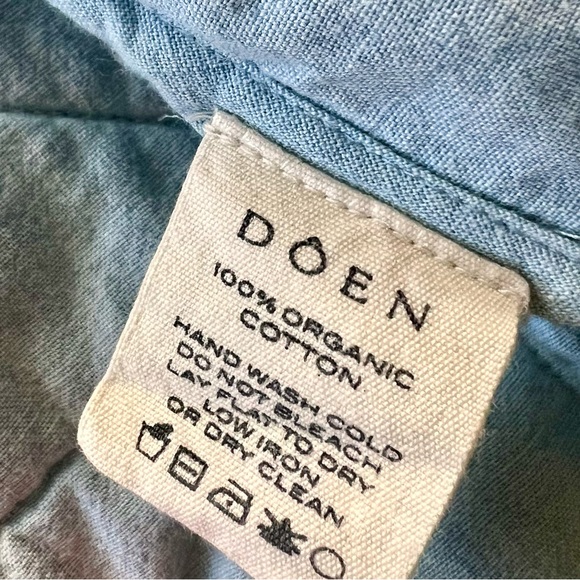 DÔEN
100% ORGANIC
COTTON
HAND WASH COLD
DO NOT BLEACH
LAY FLAT TO DRY
LOW IRON
OR DRY CLEAN